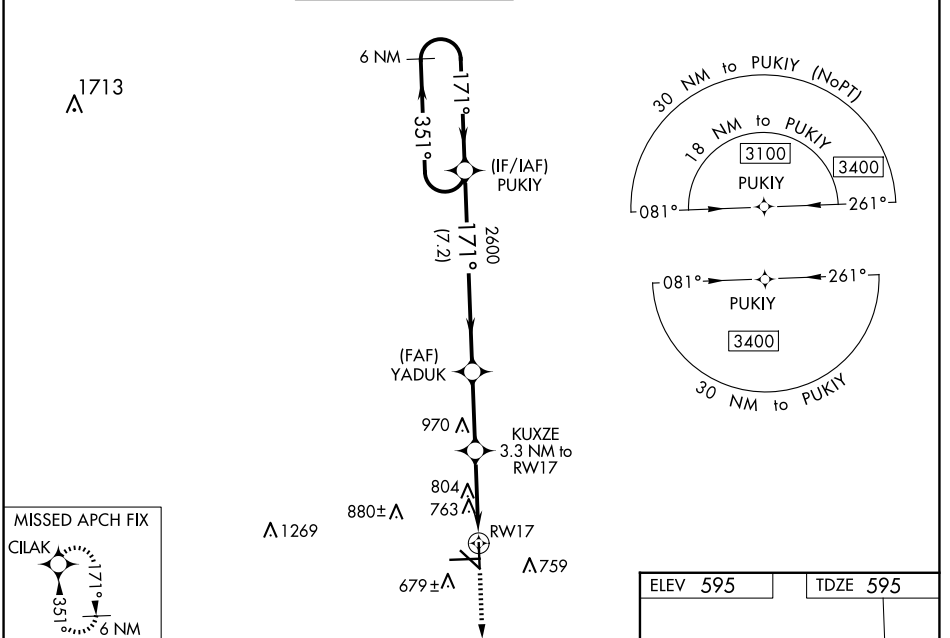 1713
6 NM
171°
351°
(IF/IAF)
PUKIY
2600
171°
(7.2)
(FAF)
YADUK
970
KUXZE
3.3 NM to
RW17
804
763
880±
1269
RW17
759
679±
MISSED APCH FIX
CILAK
171°
351°
6 NM
30 NM to PUKIY (NoPT)
18 NM to PUKIY
3100
3400
PUKIY
081°
261°
081°
261°
PUKIY
3400
30 NM to PUKIY
ELEV 595
TDZE 595